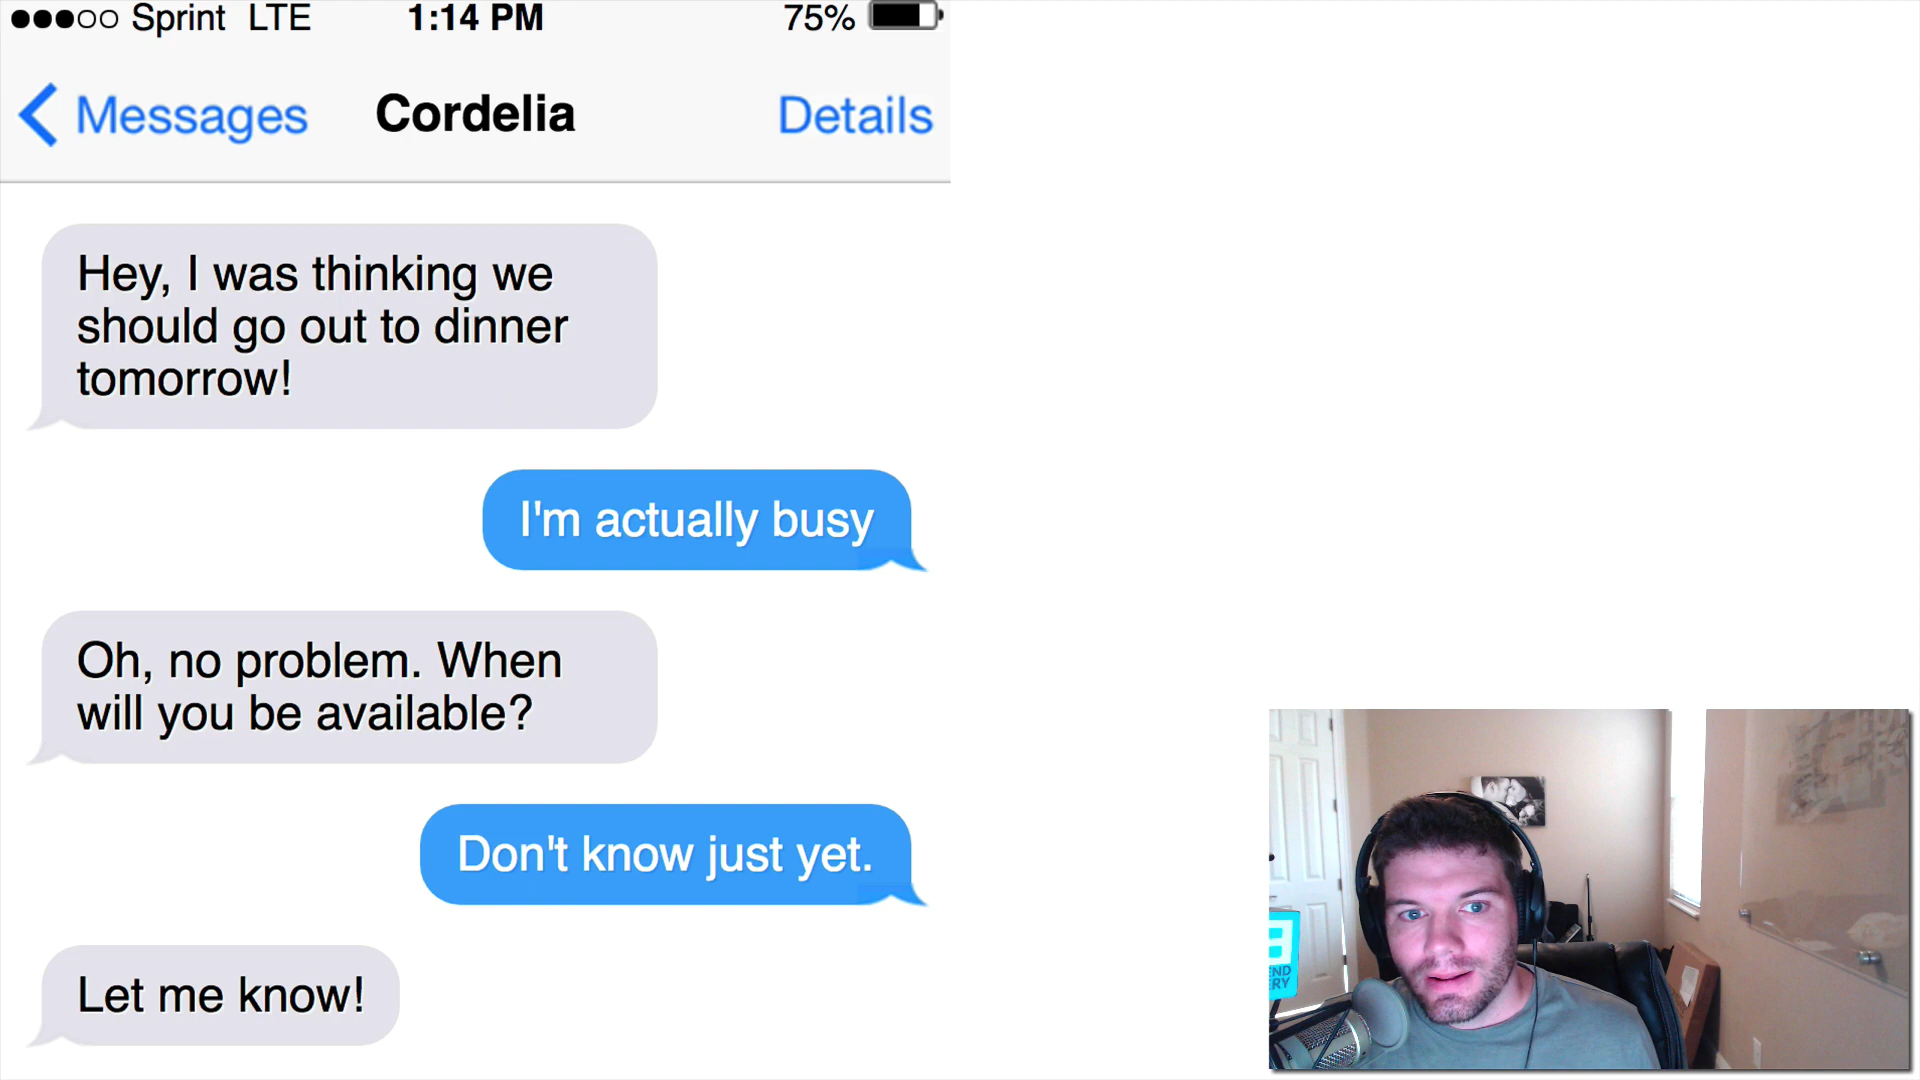 Sprint LTE 1:14 PM 75%
Messages Cordelia Details
Hey, I was thinking we
should go out to dinner
tomorrow!
I'm actually busy
Oh, no problem. When
will you be available?
Don't know just yet.
Let me know!